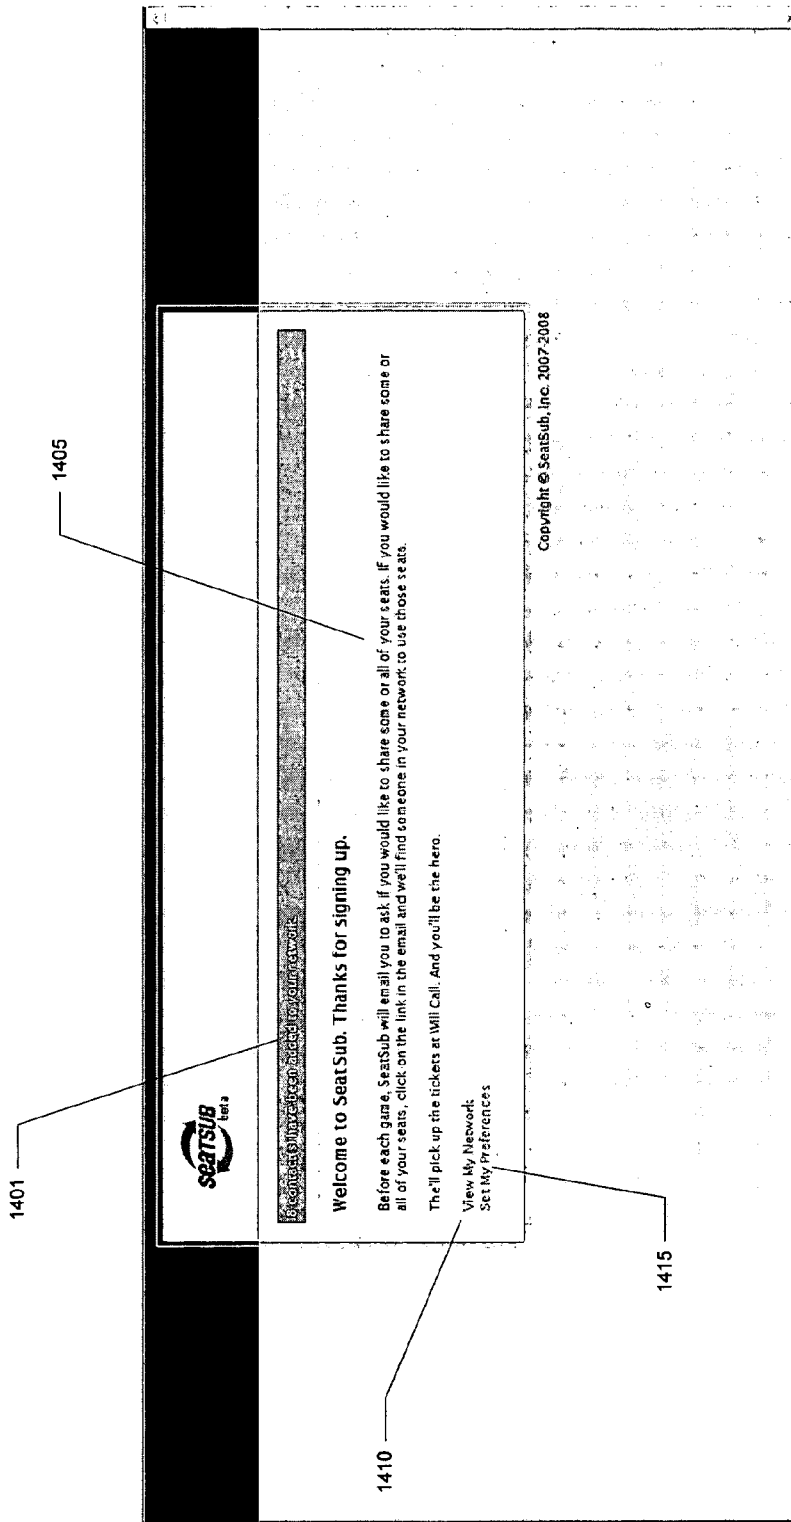 1401
1405
seatSUB
beta
8 contacts have been added to your network.
Welcome to SeatSub. Thanks for signing up.
Before each game, SeatSub will email you to ask if you would like to share some or all of your seats. If you would like to share some or
all of your seats, click on the link in the email and we'll find someone in your network to use those seats.
The'll pick up the tickets at Will Call. And you'll be the hero.
View My Network
Set My Preferences
Copyright © SeatSub, Inc. 2007-2008
1410
1415